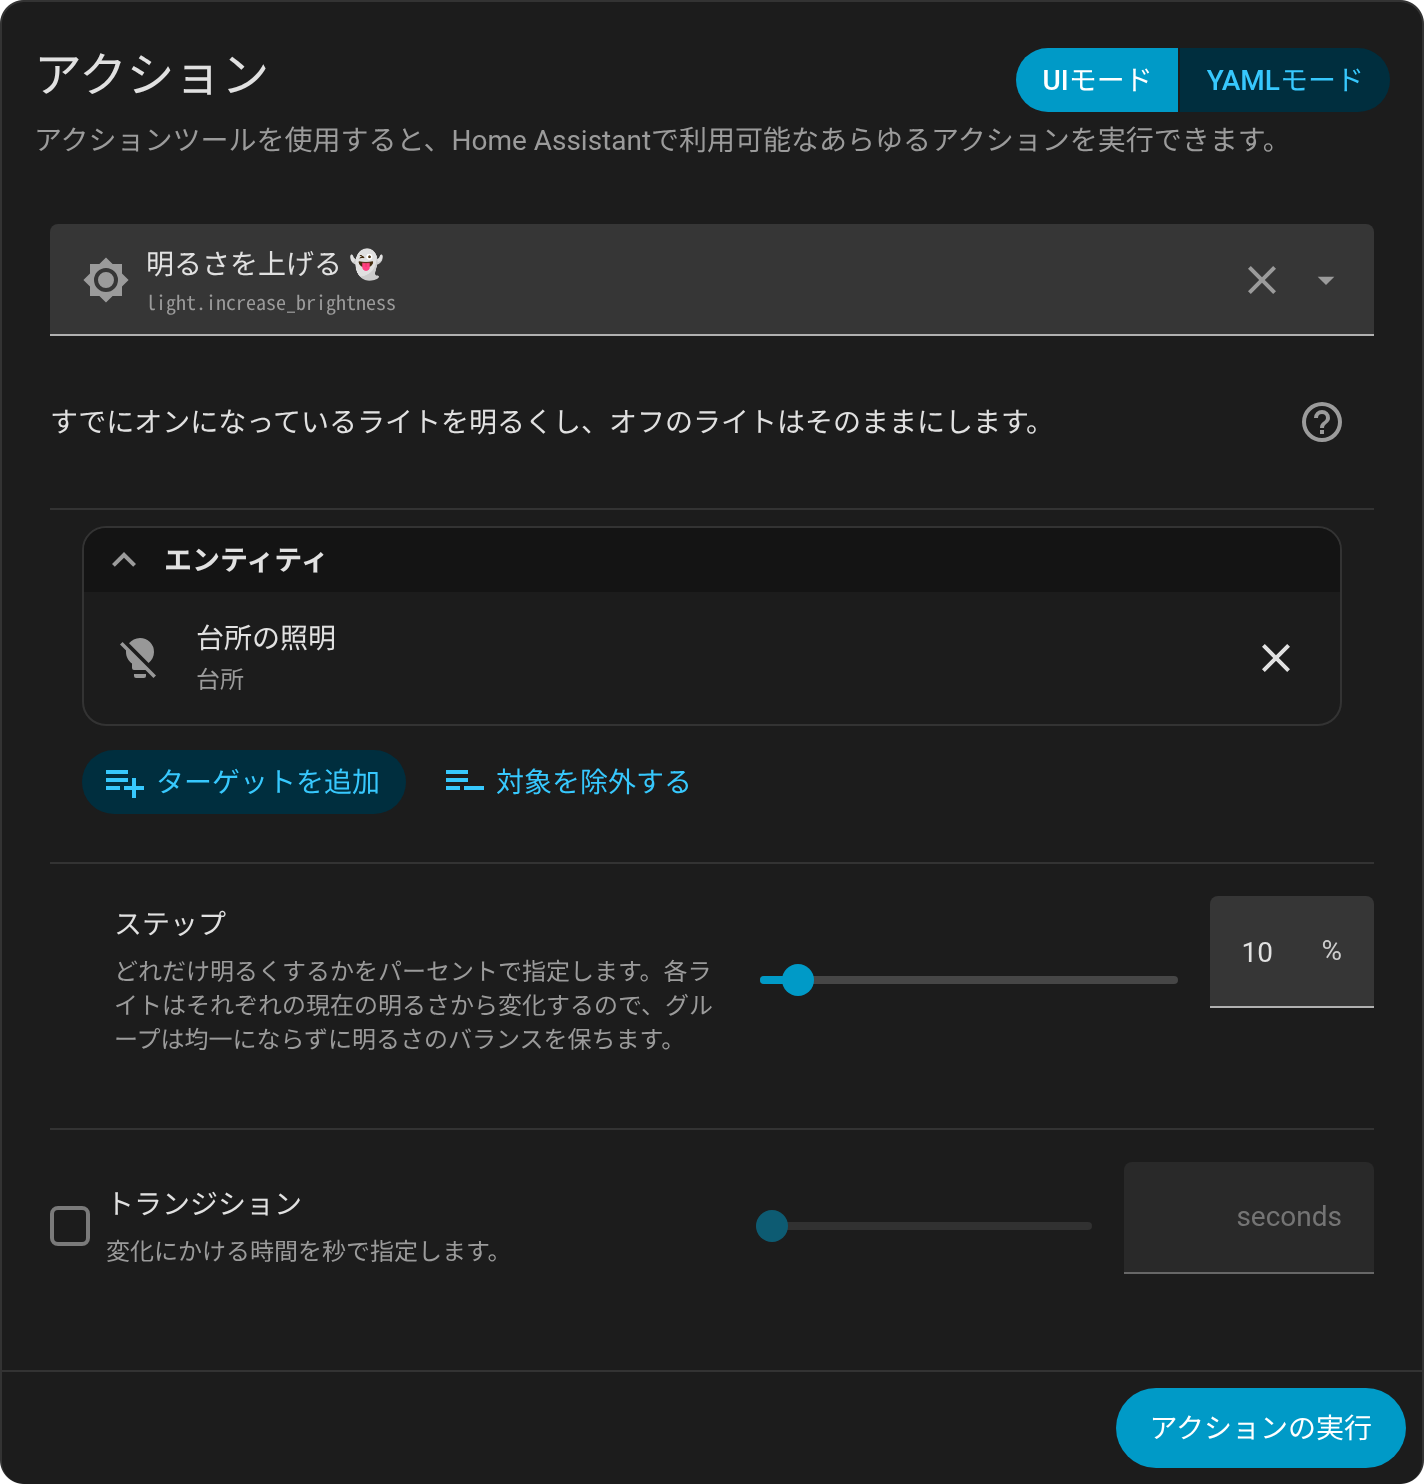 アクション
UIモード
YAMLモード
アクションツールを使用すると、Home Assistantで利用可能なあらゆるアクションを実行できます。
明るさを上げる 👻
light.increase_brightness
すでにオンになっているライトを明るくし、オフのライトはそのままにします。
エンティティ
台所の照明
台所
ターゲットを追加
対象を除外する
ステップ
どれだけ明るくするかをパーセントで指定します。各ラ
イトはそれぞれの現在の明るさから変化するので、グル
ープは均一にならずに明るさのバランスを保ちます。
10 %
トランジション
変化にかける時間を秒で指定します。
seconds
アクションの実行